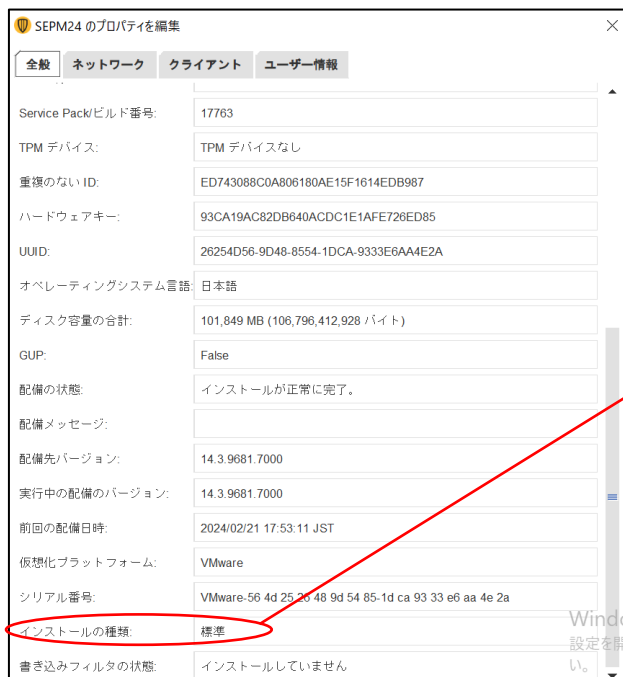 SEPM24 のプロパティを編集
全般 ネットワーク クライアント ユーザー情報
Service Pack/ビルド番号: 17763
TPM デバイス: TPM デバイスなし
重複のない ID: ED743088C0A806180AE15F1614EDB987
ハードウェアキー: 93CA19AC82DB640ACDC1E1AFE726ED85
UUID: 26254D56-9D48-8554-1DCA-9333E6AA4E2A
オペレーティングシステム言語: 日本語
ディスク容量の合計: 101,849 MB (106,796,412,928 バイト)
GUP: False
配備の状態: インストールが正常に完了。
配備メッセージ:
配備先バージョン: 14.3.9681.7000
実行中の配備のバージョン: 14.3.9681.7000
前回の配備日時: 2024/02/21 17:53:11 JST
仮想化プラットフォーム: VMware
シリアル番号: VMware-56 4d 25 26 48 9d 54 85-1d ca 93 33 e6 aa 4e 2a
インストールの種類: 標準
書き込みフィルタの状態: インストールしていません
Windo
設定を開
い。